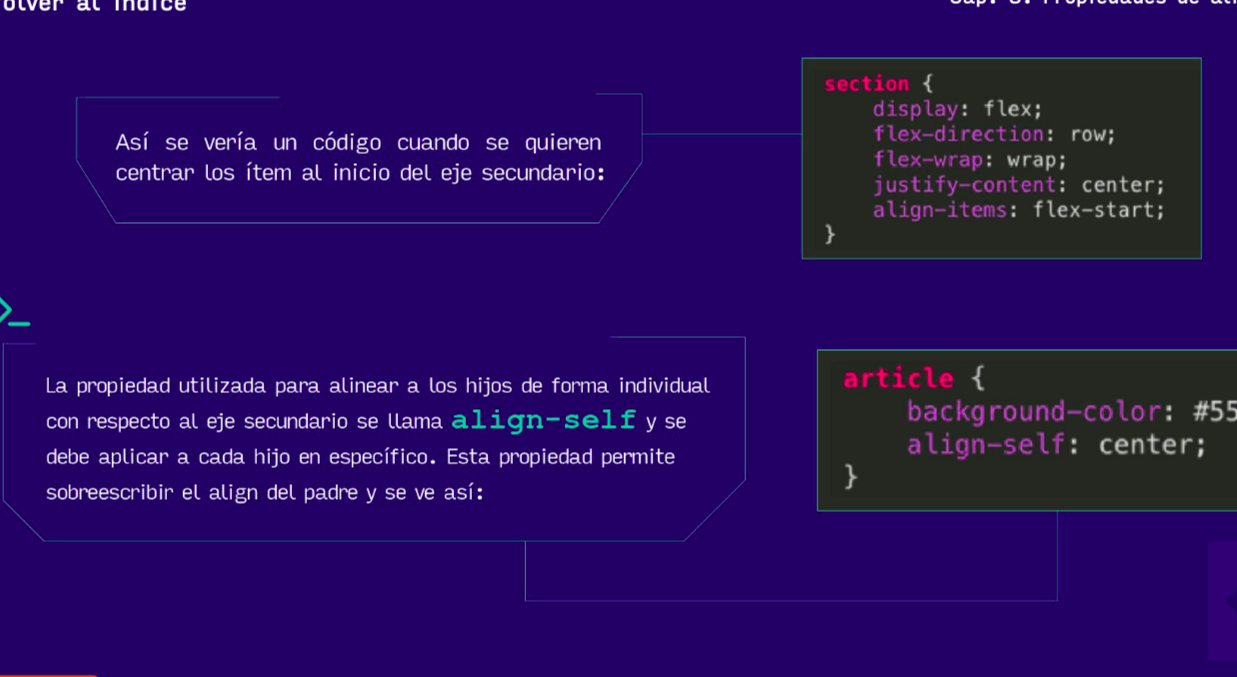 olver al índice
Cap. 3. Propiedades de ali
Así se vería un código cuando se quieren
centrar los ítem al inicio del eje secundario:
section {
display: flex;
flex-direction: row;
flex-wrap: wrap;
justify-content: center;
align-items: flex-start;
}
La propiedad utilizada para alinear a los hijos de forma individual
con respecto al eje secundario se llama align-self y se
debe aplicar a cada hijo en específico. Esta propiedad permite
sobreescribir el align del padre y se ve así:
article {
background-color: #55
align-self: center;
}